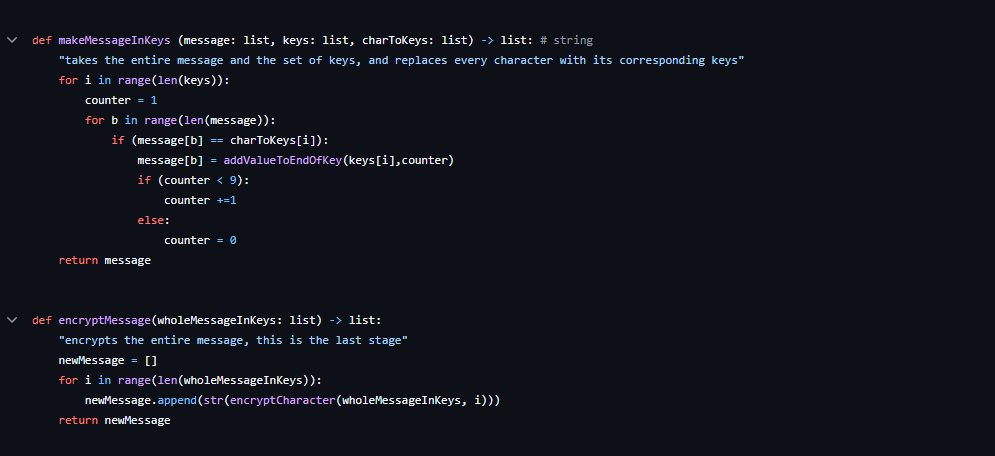 def makeMessageInKeys (message: list, keys: list, charToKeys: list) -> list: # string
    "takes the entire message and the set of keys, and replaces every character with its corresponding keys"
    for i in range(len(keys)):
        counter = 1
        for b in range(len(message)):
            if (message[b] == charToKeys[i]):
                message[b] = addValueToEndOfKey(keys[i],counter)
                if (counter < 9):
                    counter +=1
                else:
                    counter = 0
    return message
def encryptMessage(wholeMessageInKeys: list) -> list:
    "encrypts the entire message, this is the last stage"
    newMessage = []
    for i in range(len(wholeMessageInKeys)):
        newMessage.append(str(encryptCharacter(wholeMessageInKeys, i)))
    return newMessage